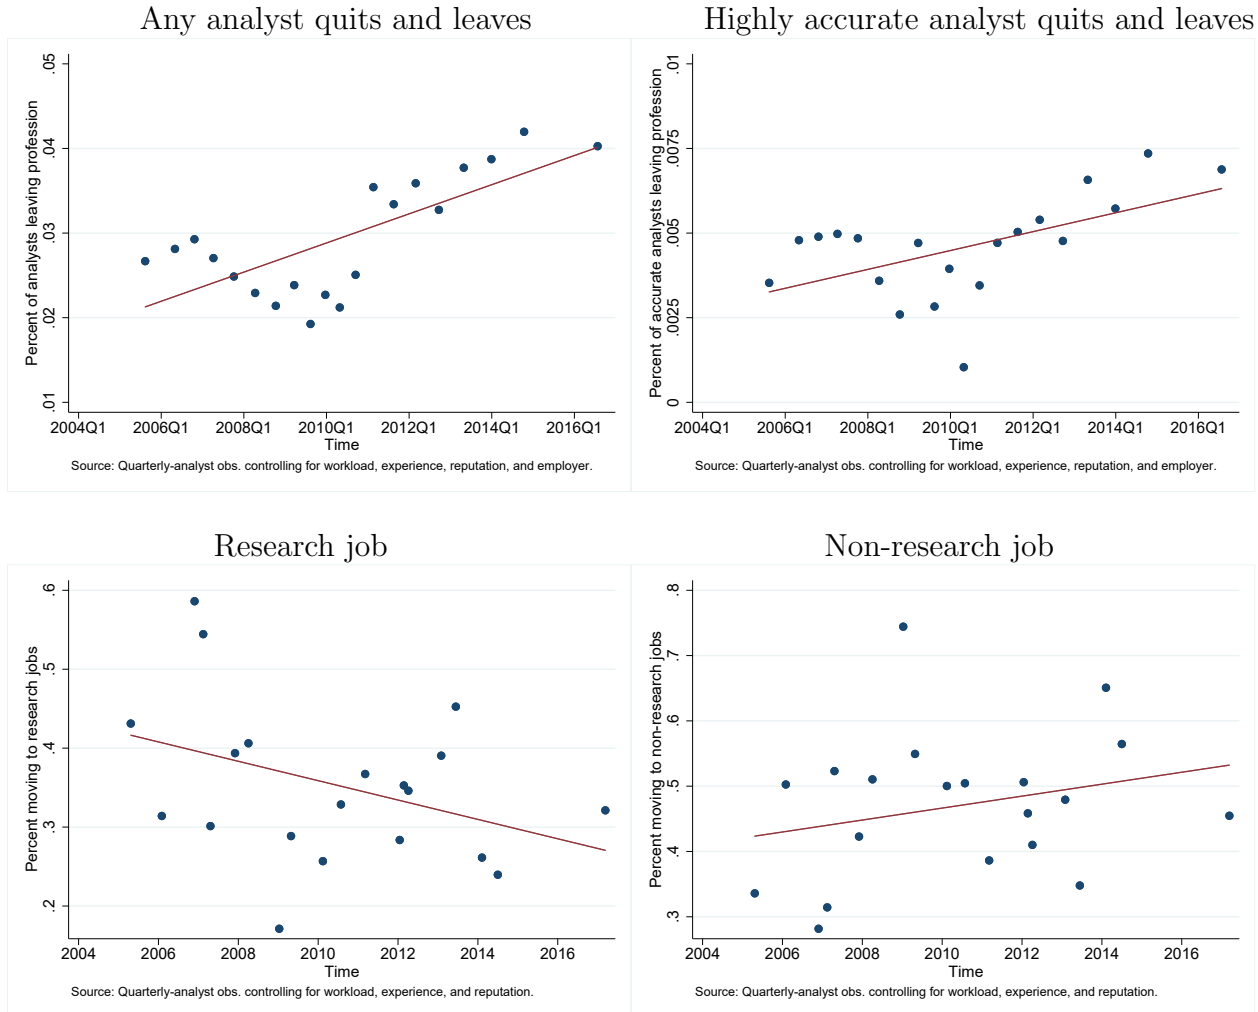 Any analyst quits and leaves
Percent of analysts leaving profession
.05
.04
.03
.02
.01
2004Q1 2006Q1 2008Q1 2010Q1 2012Q1 2014Q1 2016Q1
Time
Source: Quarterly-analyst obs. controlling for workload, experience, reputation, and employer.
Highly accurate analyst quits and leaves
Percent of accurate analysts leaving profession
.01
.0075
.005
.0025
0
2004Q1 2006Q1 2008Q1 2010Q1 2012Q1 2014Q1 2016Q1
Time
Source: Quarterly-analyst obs. controlling for workload, experience, reputation, and employer.
Research job
Percent moving to research jobs
.6
.5
.4
.3
.2
2004 2006 2008 2010 2012 2014 2016
Time
Source: Quarterly-analyst obs. controlling for workload, experience, and reputation.
Non-research job
Percent moving to non-research jobs
.8
.7
.6
.5
.4
.3
2004 2006 2008 2010 2012 2014 2016
Time
Source: Quarterly-analyst obs. controlling for workload, experience, and reputation.